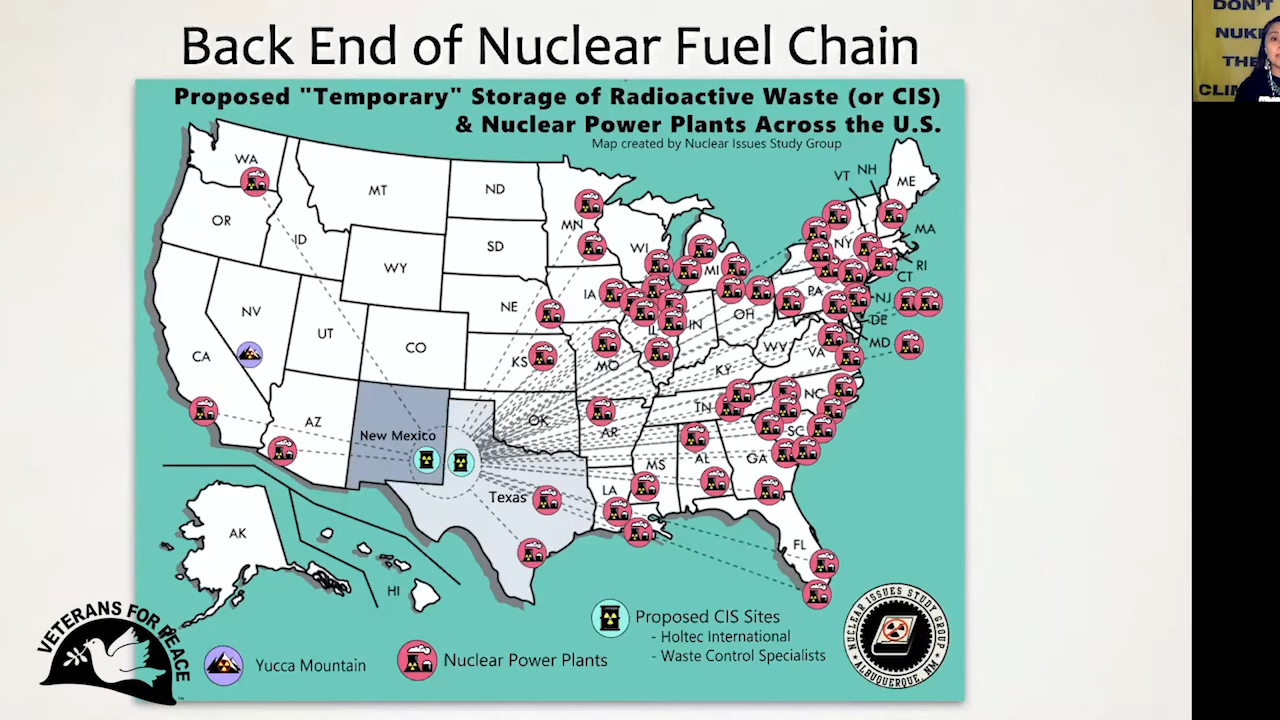 Back End of Nuclear Fuel Chain
DON'T
NUKE
THE
Proposed "Temporary" Storage of Radioactive Waste (or CIS)
& Nuclear Power Plants Across the U.S.
Map created by Nuclear Issues Study Group
WA
MT
ND
MN
VT
NH
ME
OR
ID
SD
WI
MI
NY
MA
WY
RI
CT
NV
NE
IA
PA
NJ
UT
CO
IL
IN
OH
DE
CA
KS
MO
WV
VA
MD
KY
AZ
New Mexico
OK
AR
TN
NC
SC
Texas
LA
MS
AL
GA
FL
AK
HI
Proposed CIS Sites
- Holtec International
- Waste Control Specialists
Yucca Mountain
Nuclear Power Plants
VETERANS FOR PEACE
NUCLEAR ISSUES STUDY GROUP
ALBUQUERQUE, NM